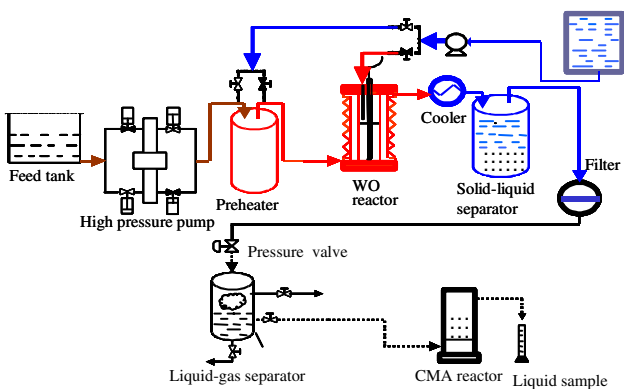 Feed tank
High pressure pump
Preheater
WO
reactor
Cooler
Solid-liquid
separator
Filter
Pressure valve
Liquid-gas separator
CMA reactor
Liquid sample